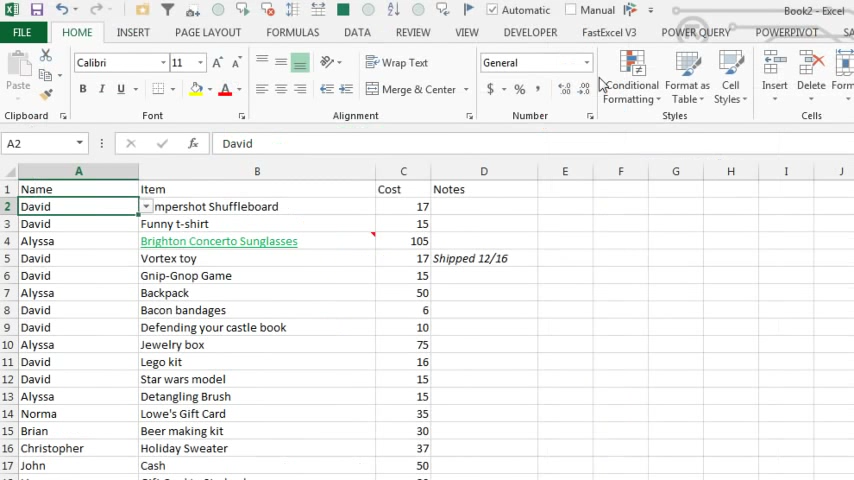 Automatic
Manual
Book2 - Excel
FILE HOME INSERT PAGE LAYOUT FORMULAS DATA REVIEW VIEW DEVELOPER FastExcel V3 POWER QUERY POWERPIVOT SA
Paste
Calibri 11
B I U
Wrap Text
Merge & Center
General
$ % ,
Conditional Formatting
Format as Table
Cell Styles
Insert
Delete
Form
Clipboard Font Alignment Number Styles Cells
A2 fx David
A B C D E F G H I J
1 Name Item Cost Notes
2 David mpershot Shuffleboard 17
3 David Funny t-shirt 15
4 Alyssa Brighton Concerto Sunglasses 105
5 David Vortex toy 17 Shipped 12/16
6 David Gnip-Gnop Game 15
7 Alyssa Backpack 50
8 David Bacon bandages 6
9 David Defending your castle book 10
10 Alyssa Jewelry box 75
11 David Lego kit 16
12 David Star wars model 15
13 Alyssa Detangling Brush 15
14 Norma Lowe's Gift Card 35
15 Brian Beer making kit 30
16 Christopher Holiday Sweater 37
17 John Cash 50